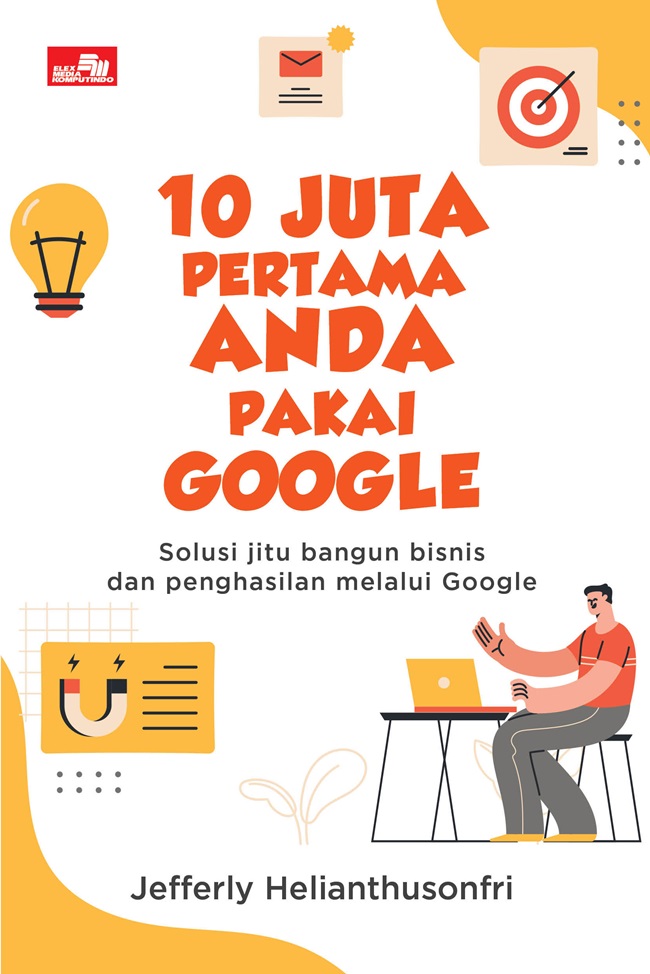 ELEX
MEDIA
KOMPUTINDO
10 JUTA
PERTAMA
ANDA
PAKAI
GOOGLE
Solusi jitu bangun bisnis
dan penghasilan melalui Google
Jefferly Helianthusonfri